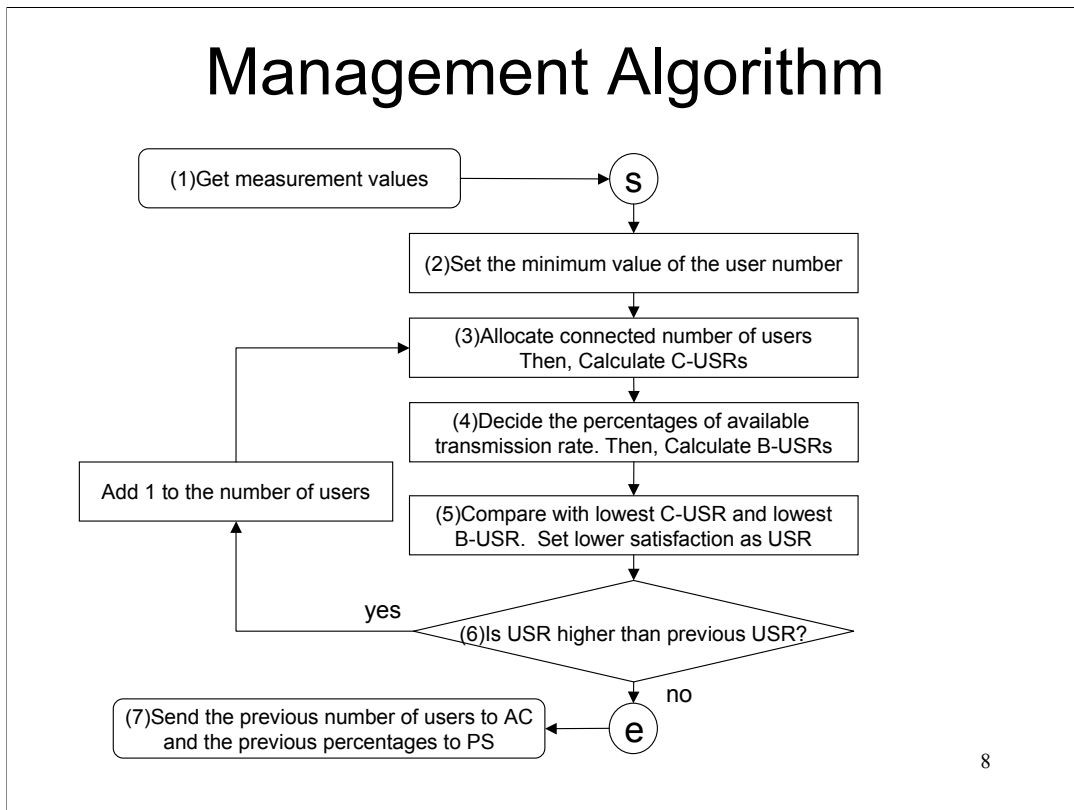 Management Algorithm
(1)Get measurement values
s
(2)Set the minimum value of the user number
(3)Allocate connected number of users
Then, Calculate C-USRs
(4)Decide the percentages of available
transmission rate. Then, Calculate B-USRs
Add 1 to the number of users
(5)Compare with lowest C-USR and lowest
B-USR.  Set lower satisfaction as USR
yes
(6)Is USR higher than previous USR?
no
(7)Send the previous number of users to AC
and the previous percentages to PS
e
8